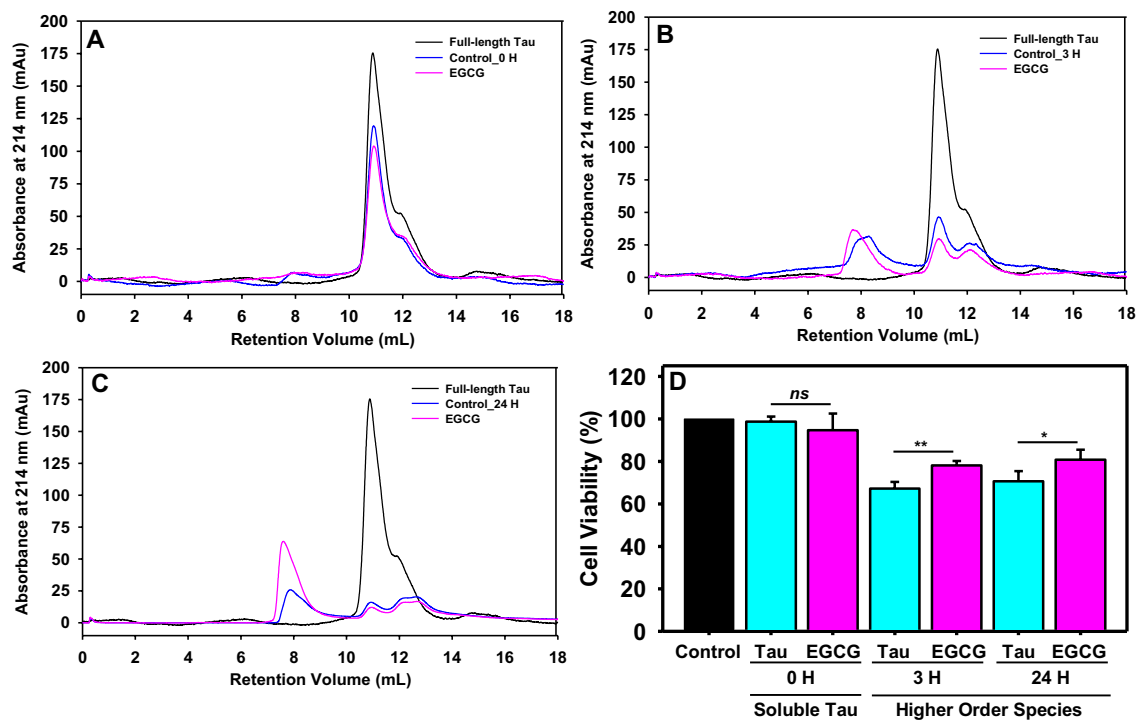 A
Full-length Tau
Control_0 H
EGCG
Absorbance at 214 nm (mAu)
200
175
150
125
100
75
50
25
0
0 2 4 6 8 10 12 14 16 18
Retention Volume (mL)
B
Full-length Tau
Control_3 H
EGCG
Absorbance at 214 nm (mAu)
200
175
150
125
100
75
50
25
0
0 2 4 6 8 10 12 14 16 18
Retention Volume (mL)
C
Full-length Tau
Control_24 H
EGCG
Absorbance at 214 nm (mAu)
200
175
150
125
100
75
50
25
0
0 2 4 6 8 10 12 14 16 18
Retention Volume (mL)
D
Cell Viability (%)
120
100
80
60
40
20
0
ns
**
*
Control Tau EGCG Tau EGCG Tau EGCG
0 H 3 H 24 H
Soluble Tau Higher Order Species